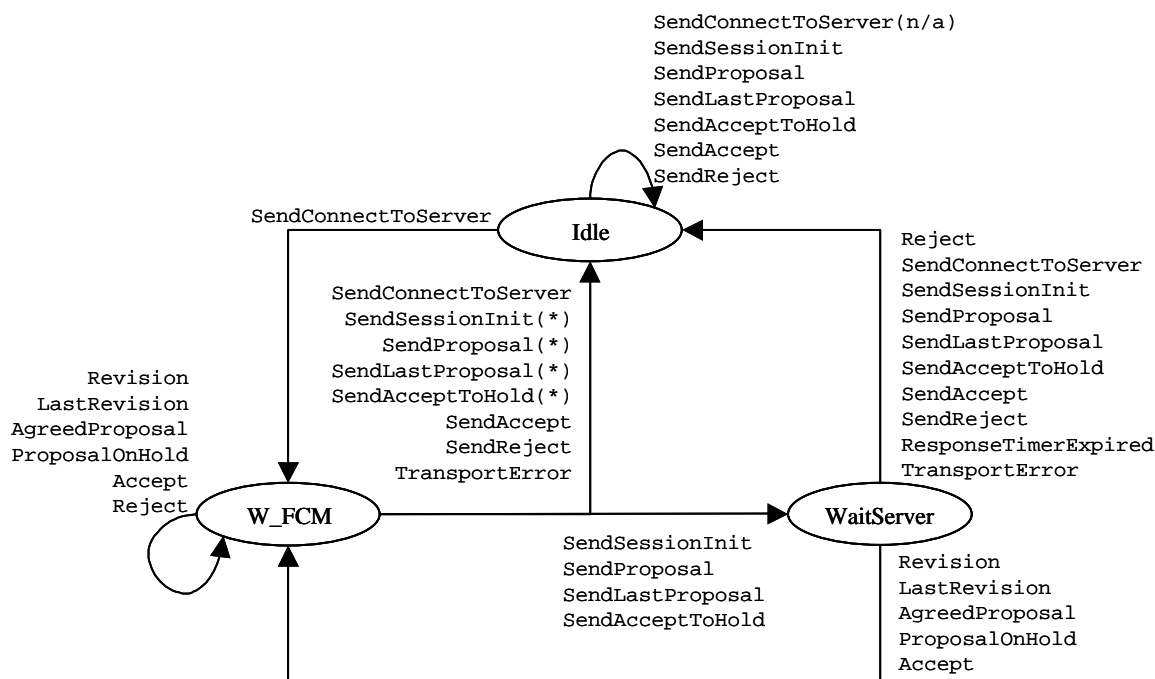 SendConnectToServer(n/a)
SendSessionInit
SendProposal
SendLastProposal
SendAcceptToHold
SendAccept
SendReject
SendConnectToServer
Idle
SendConnectToServer
SendSessionInit(*)
SendProposal(*)
SendLastProposal(*)
SendAcceptToHold(*)
SendAccept
SendReject
TransportError
Reject
SendConnectToServer
SendSessionInit
SendProposal
SendLastProposal
SendAcceptToHold
SendAccept
SendReject
ResponseTimerExpired
TransportError
Revision
LastRevision
AgreedProposal
ProposalOnHold
Accept
Reject
W_FCM
WaitServer
SendSessionInit
SendProposal
SendLastProposal
SendAcceptToHold
Revision
LastRevision
AgreedProposal
ProposalOnHold
Accept